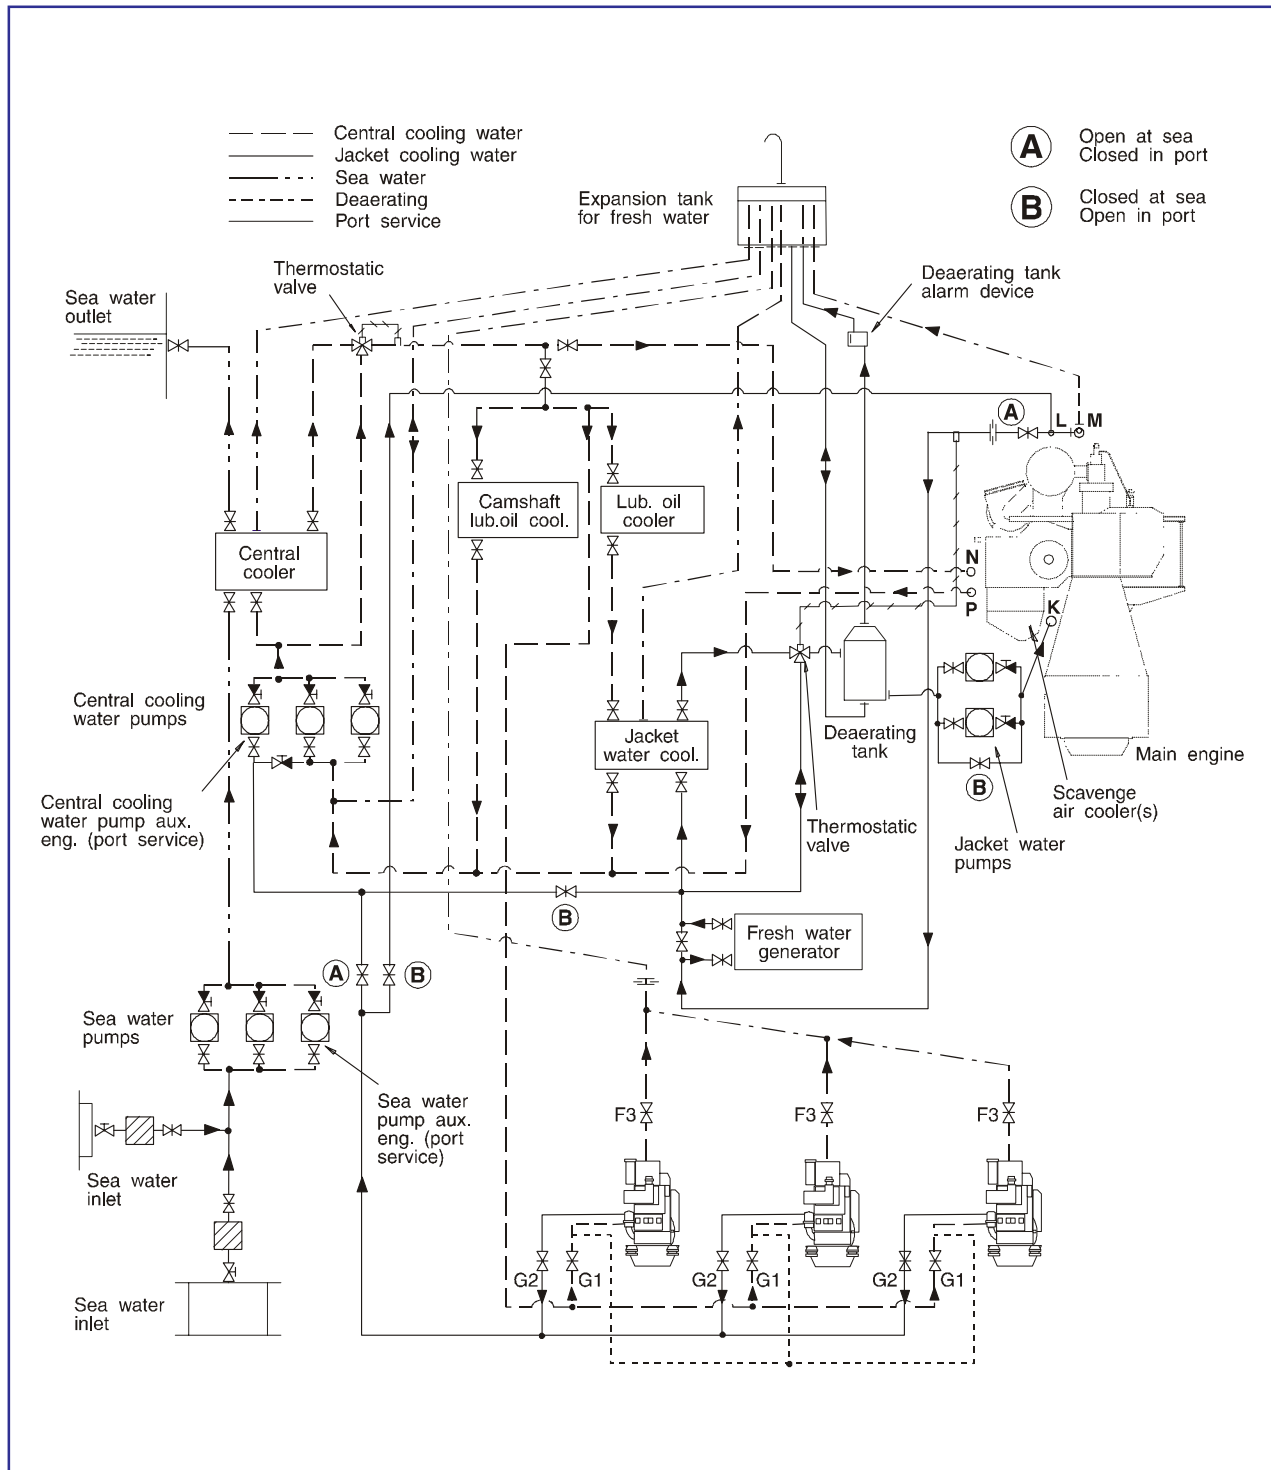 Central cooling water
Jacket cooling water
Sea water
Deaerating
Port service
A
Open at sea
Closed in port
B
Closed at sea
Open in port
Expansion tank
for fresh water
Thermostatic
valve
Deaerating tank
alarm device
Sea water
outlet
A
L
M
Camshaft
lub.oil cool.
Lub. oil
cooler
Central
cooler
N
P
K
Central cooling
water pumps
Jacket
water cool.
Deaerating
tank
Main engine
B
Scavenge
air cooler(s)
Central cooling
water pump aux.
eng. (port service)
Thermostatic
valve
Jacket water
pumps
B
Fresh water
generator
A
B
Sea water
pumps
Sea water
pump aux.
eng. (port
service)
F3
F3
F3
Sea water
inlet
G2
G1
G2
G1
G2
G1
Sea water
inlet